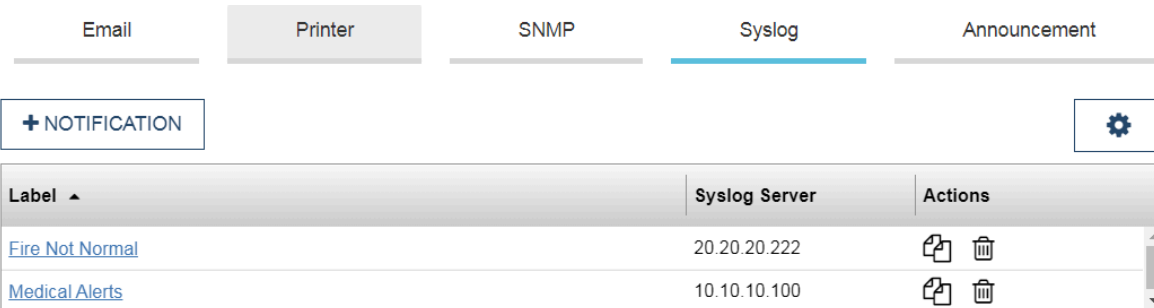 Email Printer SNMP Syslog Announcement
+ NOTIFICATION
Label Syslog Server Actions
Fire Not Normal 20.20.20.222
Medical Alerts 10.10.10.100